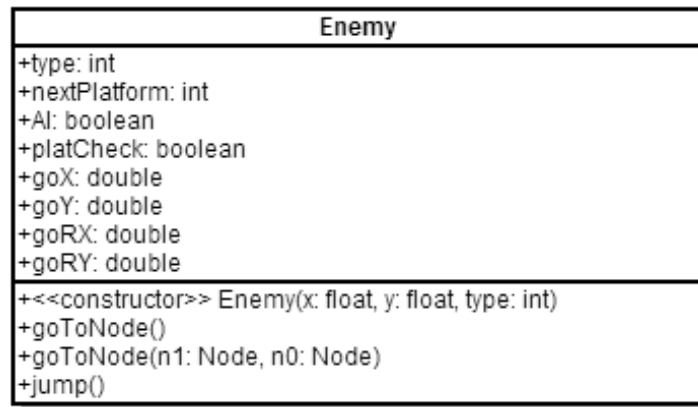 Enemy
+type: int
+nextPlatform: int
+AI: boolean
+platCheck: boolean
+goX: double
+goY: double
+goRX: double
+goRY: double
+<<constructor>> Enemy(x: float, y: float, type: int)
+goToNode()
+goToNode(n1: Node, n0: Node)
+jump()